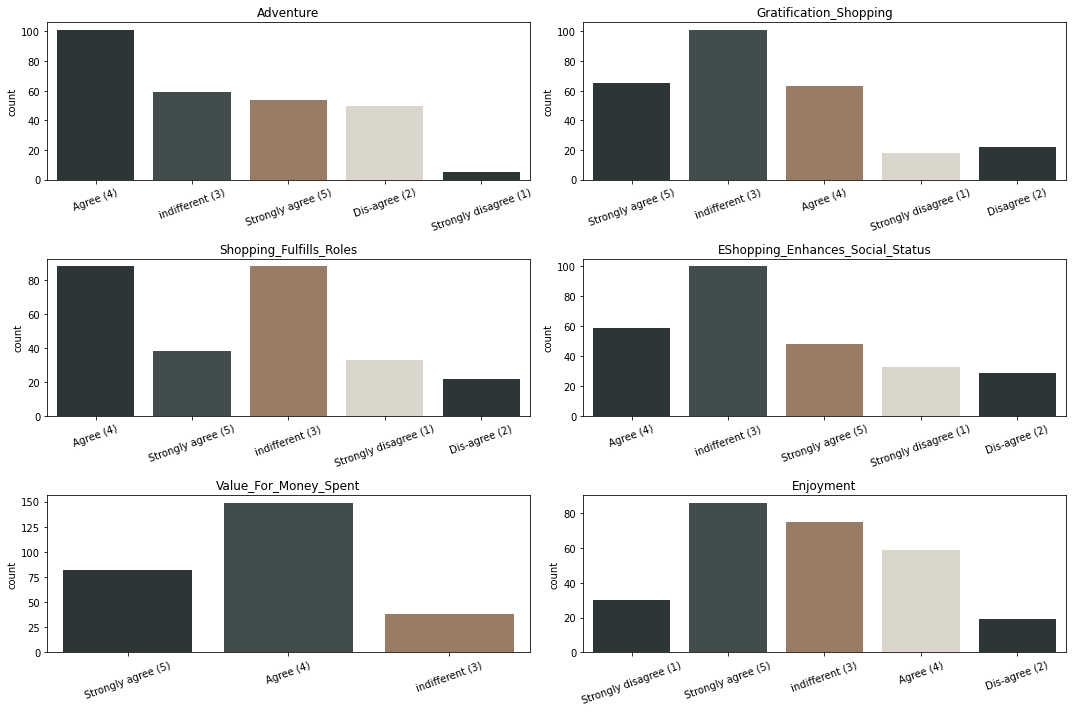 Adventure
count
100
80
60
40
20
0
Agree (4)
indifferent (3)
Strongly agree (5)
Dis-agree (2)
Strongly disagree (1)
Gratification_Shopping
count
100
80
60
40
20
0
Strongly agree (5)
indifferent (3)
Agree (4)
Strongly disagree (1)
Disagree (2)
Shopping_Fulfills_Roles
count
80
60
40
20
0
Agree (4)
Strongly agree (5)
indifferent (3)
Strongly disagree (1)
Dis-agree (2)
EShopping_Enhances_Social_Status
count
100
80
60
40
20
0
Agree (4)
indifferent (3)
Strongly agree (5)
Strongly disagree (1)
Dis-agree (2)
Value_For_Money_Spent
count
150
125
100
75
50
25
0
Strongly agree (5)
Agree (4)
indifferent (3)
Enjoyment
count
80
60
40
20
0
Strongly disagree (1)
Strongly agree (5)
indifferent (3)
Agree (4)
Dis-agree (2)